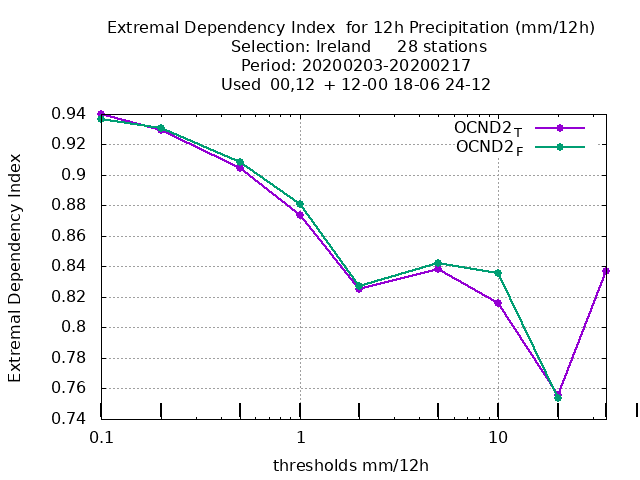 Extremal Dependency Index  for 12h Precipitation (mm/12h)
Selection: Ireland     28 stations
Period: 20200203-20200217
Used  00,12  + 12-00 18-06 24-12
OCND2T
OCND2F
0.94
0.92
0.9
0.88
0.86
0.84
0.82
0.8
0.78
0.76
0.74
Extremal Dependency Index
0.1
1
10
thresholds mm/12h